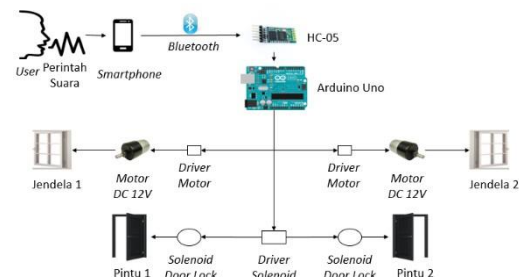 Bluetooth
HC-05
User
Perintah
Suara
Smartphone
Arduino Uno
Jendela 1
Motor
DC 12V
Driver
Motor
Driver
Motor
Motor
DC 12V
Jendela 2
Pintu 1
Solenoid
Door Lock
Driver
Solenoid
Solenoid
Door Lock
Pintu 2